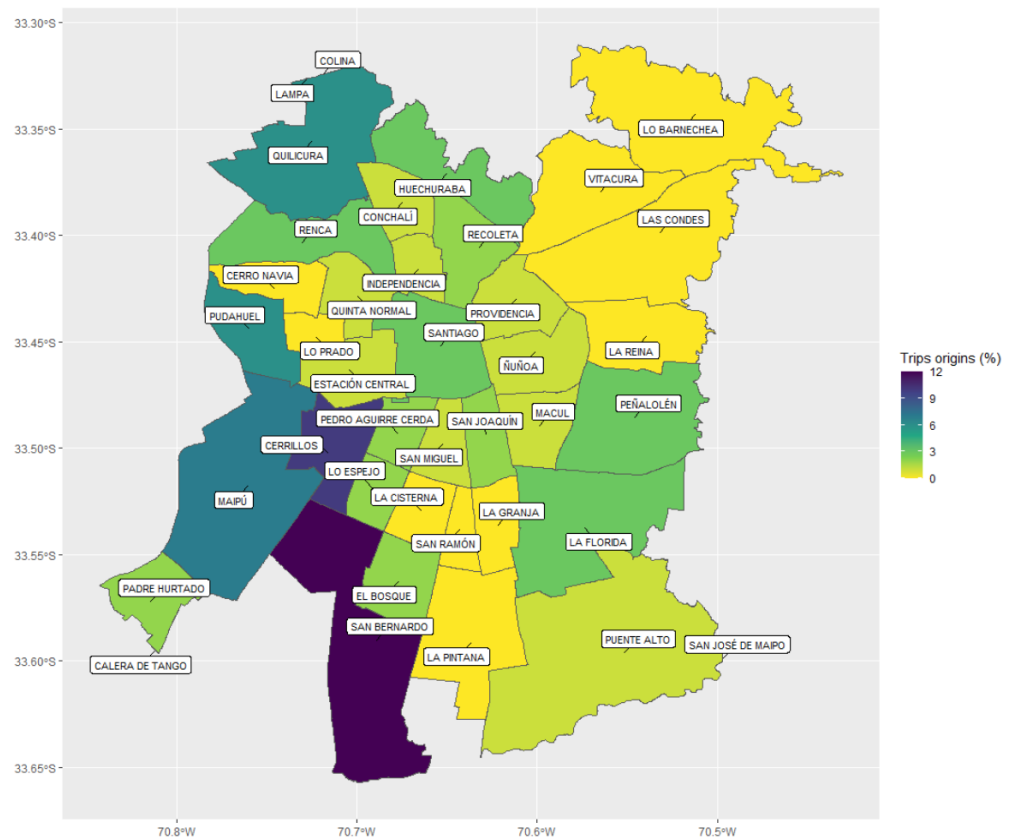 33.30°S
COLINA
LAMPA
33.35°S
LO BARNECHEA
QUILICURA
VITACURA
HUECHURABA
CONCHALÍ
LAS CONDES
RENCA
RECOLETA
33.40°S
CERRO NAVIA
INDEPENDENCIA
QUINTA NORMAL
PROVIDENCIA
PUDAHUEL
SANTIAGO
33.45°S
LO PRADO
LA REINA
ÑUÑOA
Trips origins (%)
12
9
6
3
0
ESTACIÓN CENTRAL
PEÑALOLÉN
MACUL
PEDRO AGUIRRE CERDA
SAN JOAQUÍN
CERRILLOS
33.50°S
SAN MIGUEL
LO ESPEJO
MAIPÚ
LA CISTERNA
LA GRANJA
SAN RAMÓN
LA FLORIDA
33.55°S
PADRE HURTADO
EL BOSQUE
SAN BERNARDO
PUENTE ALTO
SAN JOSÉ DE MAIPO
LA PINTANA
33.60°S
CALERA DE TANGO
33.65°S
70.8°W
70.7°W
70.6°W
70.5°W